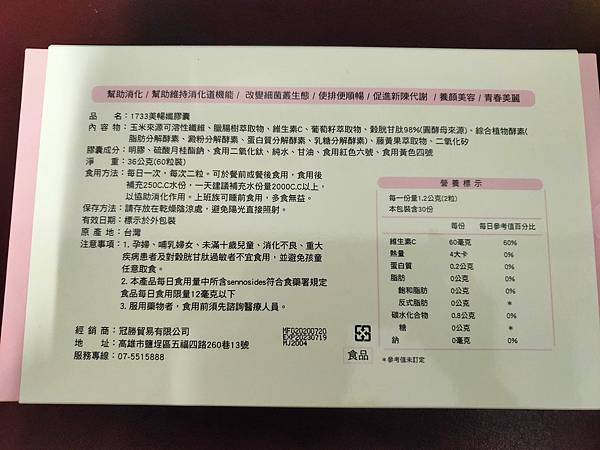 幫助消化 / 幫助維持消化道機能 / 改變細菌叢生態 / 使排便順暢 / 促進新陳代謝 / 養顏美容 / 青春美麗
品 名：1733美暢孅膠囊
內 容 物：玉米來源可溶性纖維、臘腸樹萃取物、維生素C、葡萄籽萃取物、穀胱甘肽98%(圓酵母來源)、綜合植物酵素(
脂肪分解酵素、澱粉分解酵素、蛋白質分解酵素、乳糖分解酵素)、藤黃果萃取物、二氧化矽
膠囊成分：明膠、硫酸月桂酯鈉、食用二氧化鈦、純水、甘油、食用紅色六號、食用黃色四號
淨 重：36公克(60粒裝)
食用方法：每日一次，每次二粒。可於餐前或餐後食用，食用後
補充250C.C水份，一天建議補充水份量2000C.C以上，
以協助消化作用。上班族可睡前食用，多食無益。
保存方法：請存放在乾燥陰涼處，避免陽光直接照射。
有效日期：標示於外包裝
原 產 地：台灣
注意事項：1. 孕婦、哺乳婦女、未滿十歲兒童、消化不良、重大
疾病患者及對穀胱甘肽過敏者不宜食用，並避免孩童
任意取食。
2. 本產品每日食用量中所含sennosides符合食藥署規定
食品每日食用限量12毫克以下
3. 服用藥物者，食用前請先諮詢醫療人員。
經 銷 商：冠勝貿易有限公司
地 址：高雄市鹽埕區五福四路260巷13號
服務專線：07-5515888
MFD20200720
EXP20230719
MJ2004
食品
營 養 標 示
每一份量1.2公克(2粒)
本包裝含30份
每份 每日參考值百分比
維生素C 60毫克 60%
熱量 4大卡 0%
蛋白質 0.2公克 0%
脂肪 0公克 0%
飽和脂肪 0公克 0%
反式脂肪 0公克 *
碳水化合物 0.8公克 0%
糖 0公克 *
鈉 0毫克 0%
*參考值未訂定